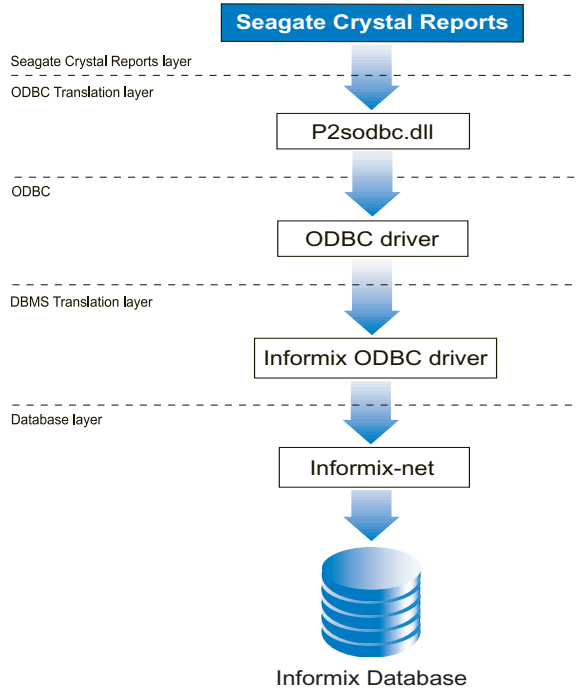 Seagate Crystal Reports
Seagate Crystal Reports layer
ODBC Translation layer
P2sodbc.dll
ODBC
ODBC driver
DBMS Translation layer
Informix ODBC driver
Database layer
Informix-net
Informix Database